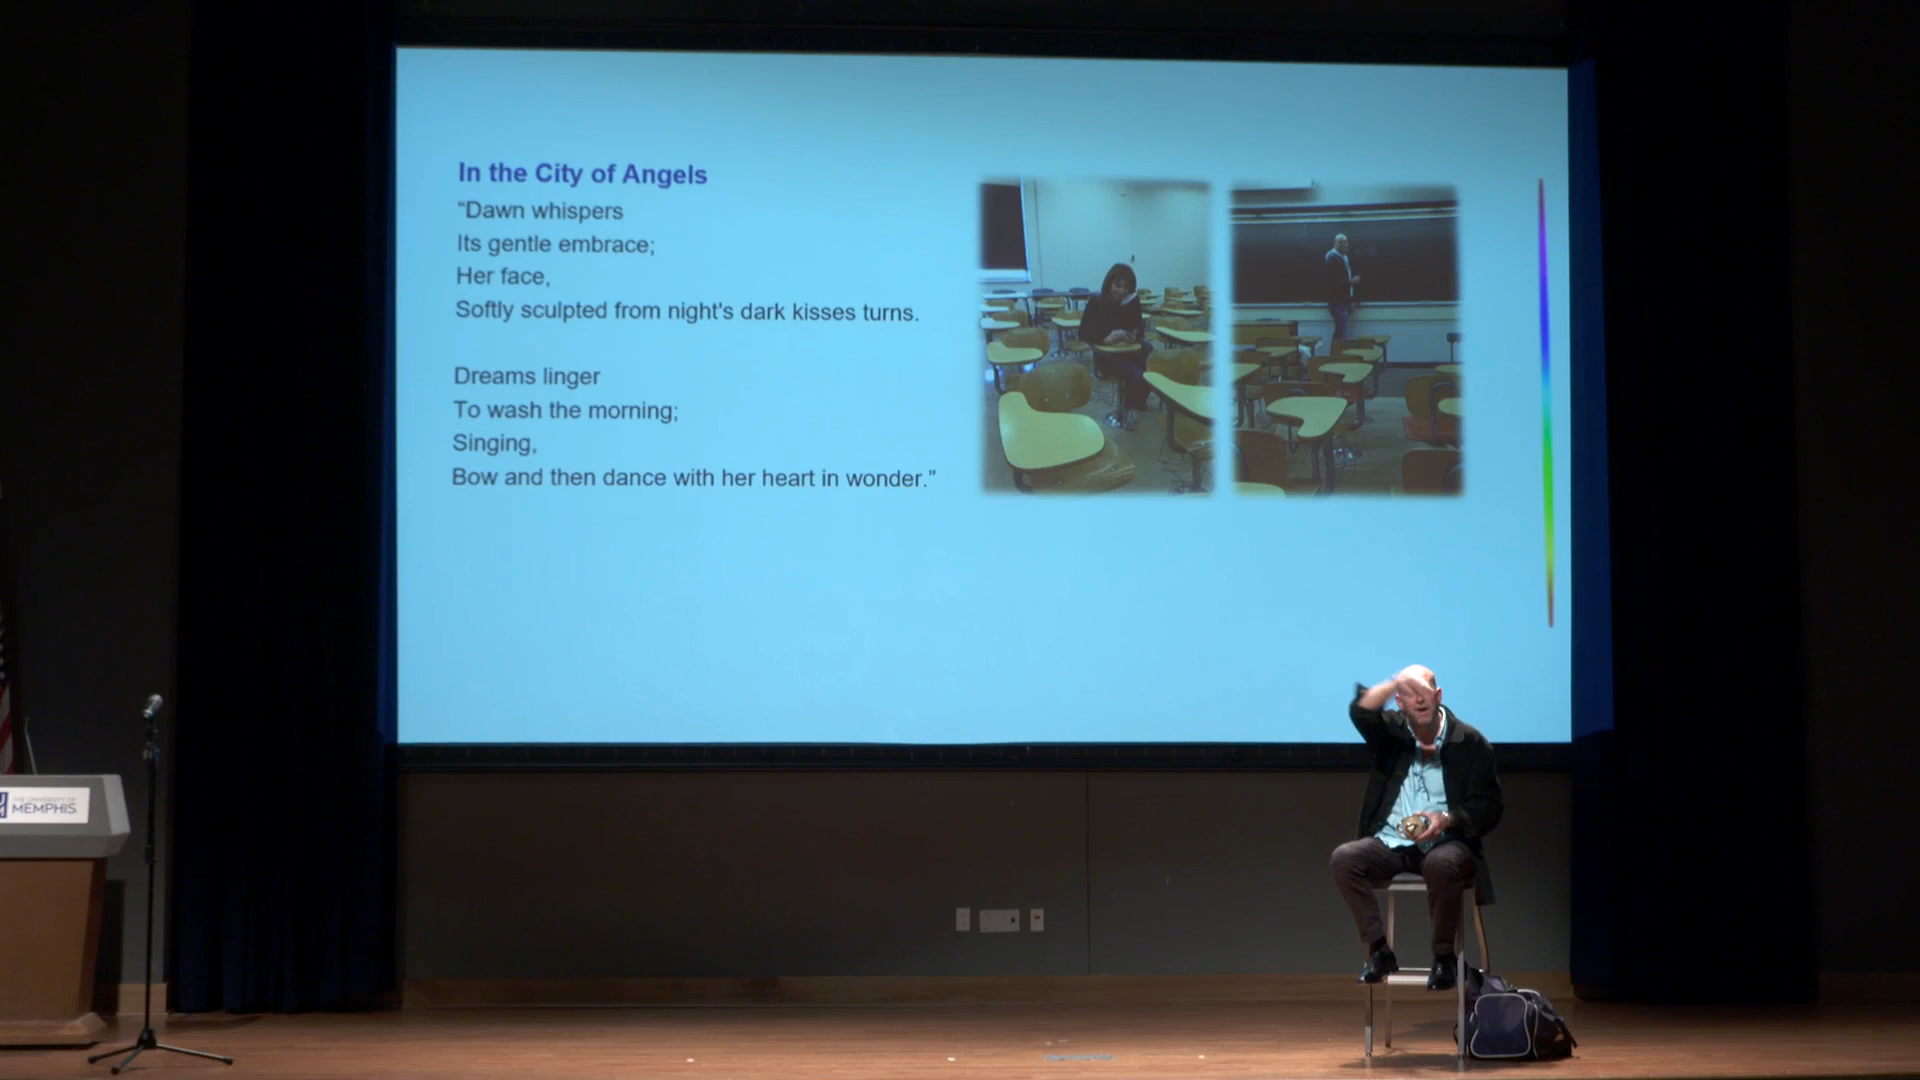 In the City of Angels
“Dawn whispers
Its gentle embrace;
Her face,
Softly sculpted from night's dark kisses turns.
Dreams linger
To wash the morning;
Singing,
Bow and then dance with her heart in wonder.”
THE UNIVERSITY OF
MEMPHIS